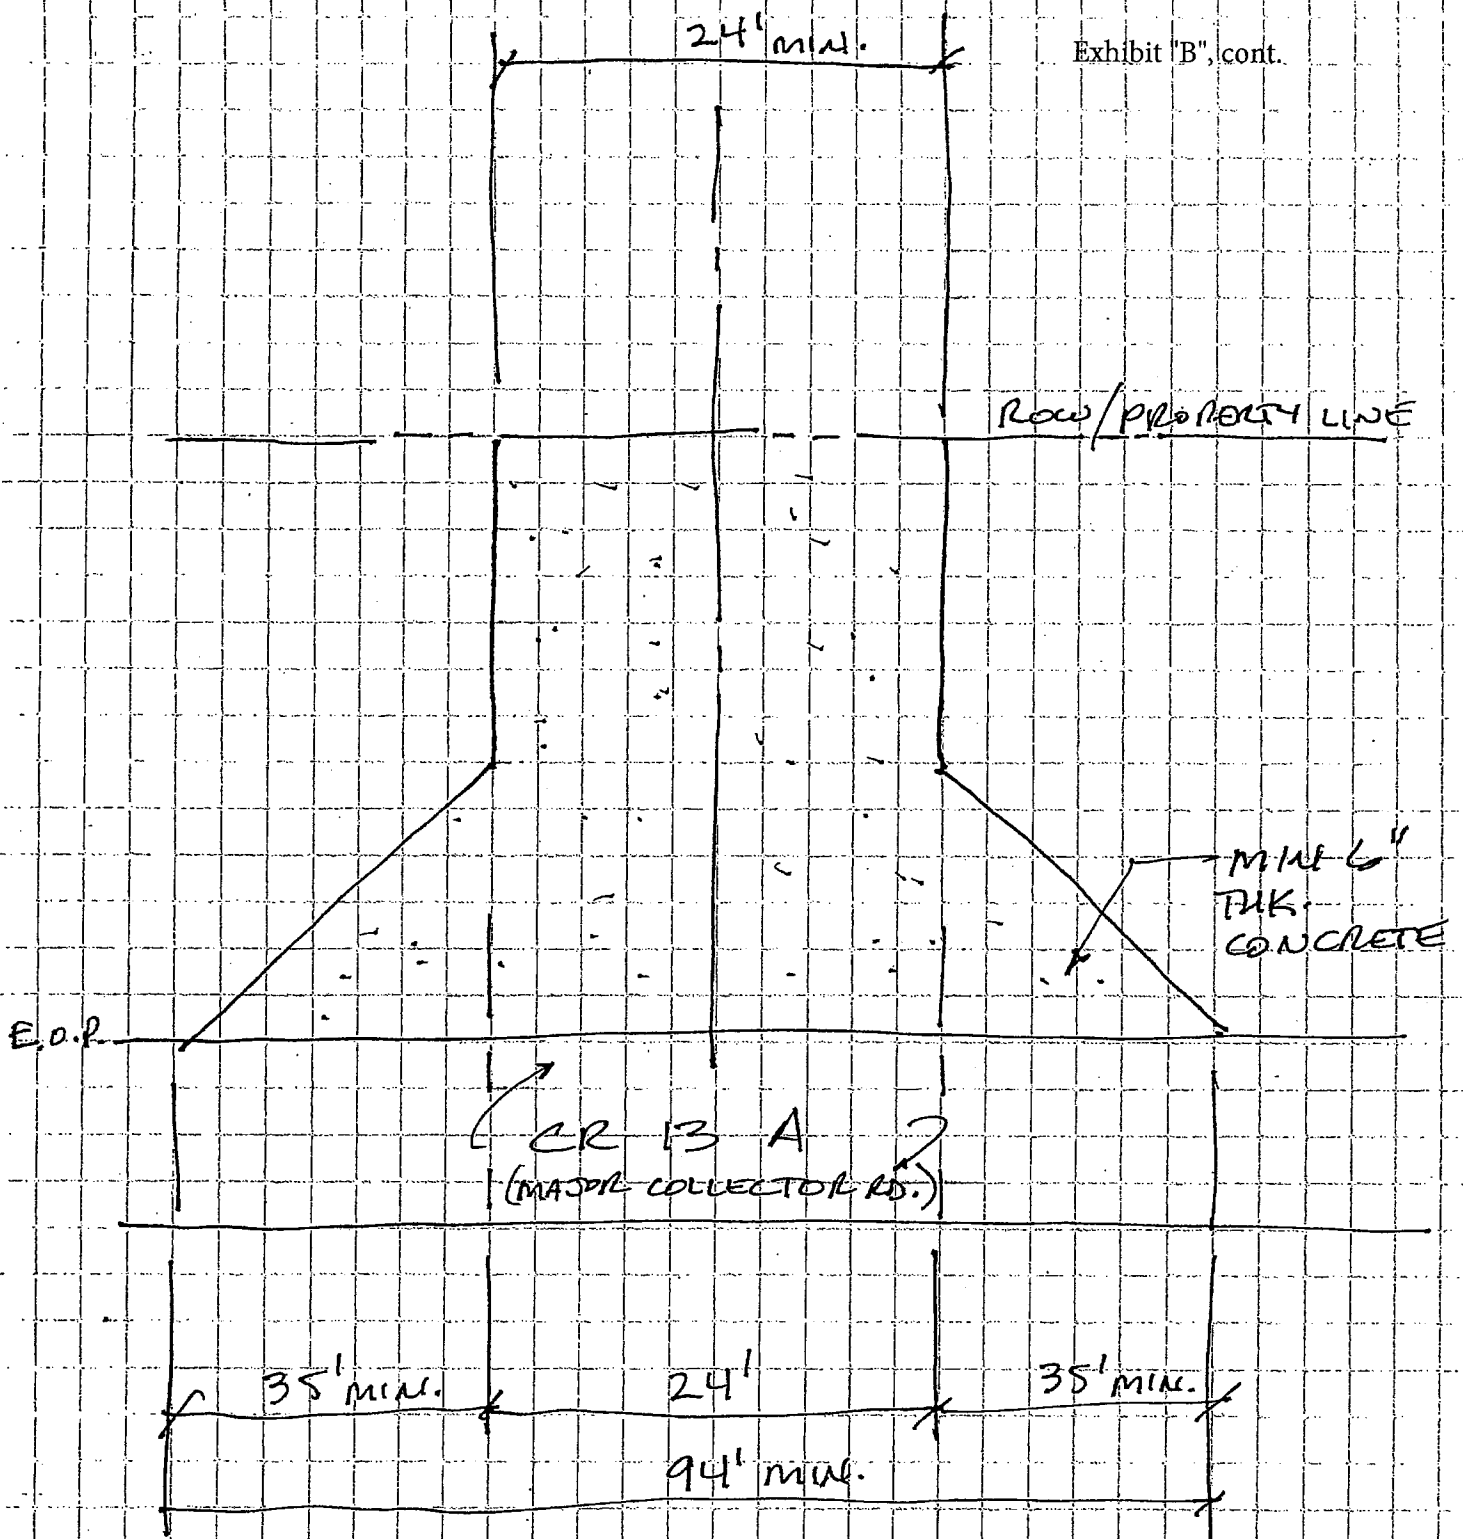 24' MIN.
Exhibit "B", cont.
ROW/PROPERTY LINE
MIN 6"
THK.
CONCRETE
E.O.P.
CR 13 A
(MAJOR COLLECTOR RD.)
35' MIN.
24'
35' MIN.
94' MIN.